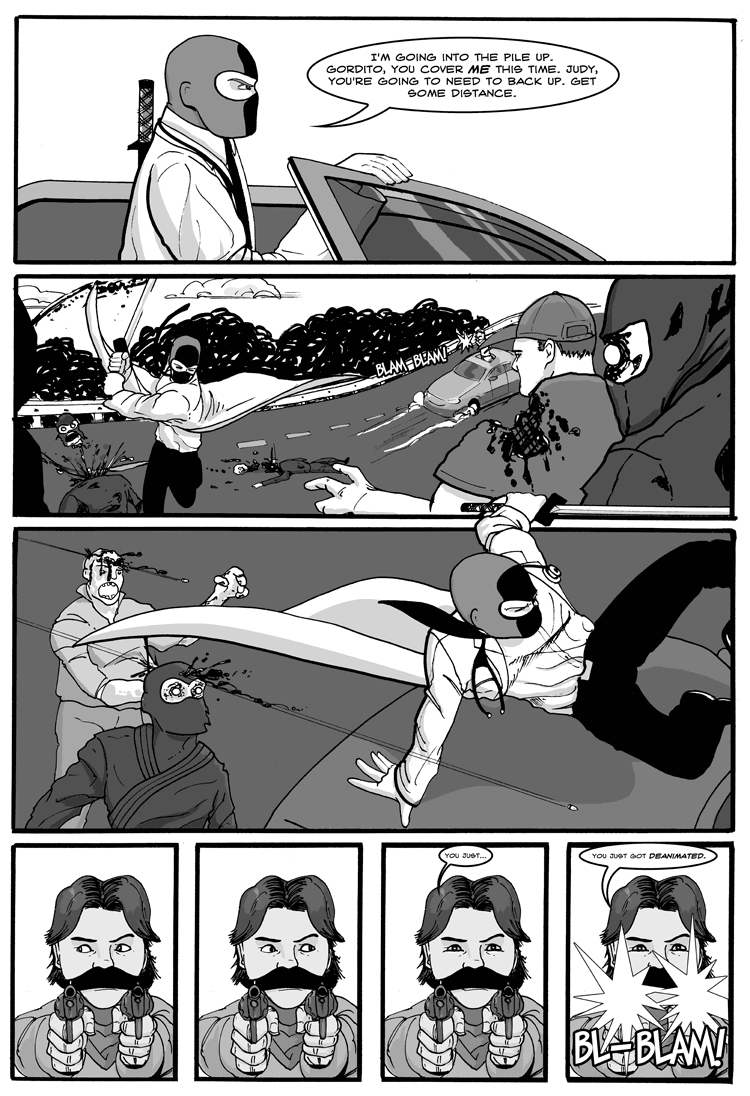 I'M GOING INTO THE PILE UP.
GORDITO, YOU COVER ME THIS TIME. JUDY,
YOU'RE GOING TO NEED TO BACK UP. GET
SOME DISTANCE.
BLAM-BLAM!
YOU JUST...
YOU JUST GOT DEANIMATED.
BL-BLAM!